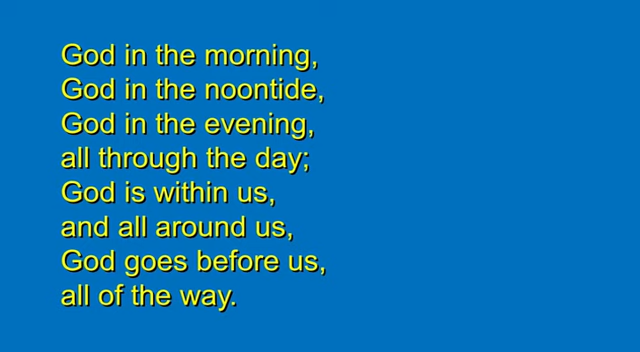 God in the morning,
God in the noontide,
God in the evening,
all through the day;
God is within us,
and all around us,
God goes before us,
all of the way.